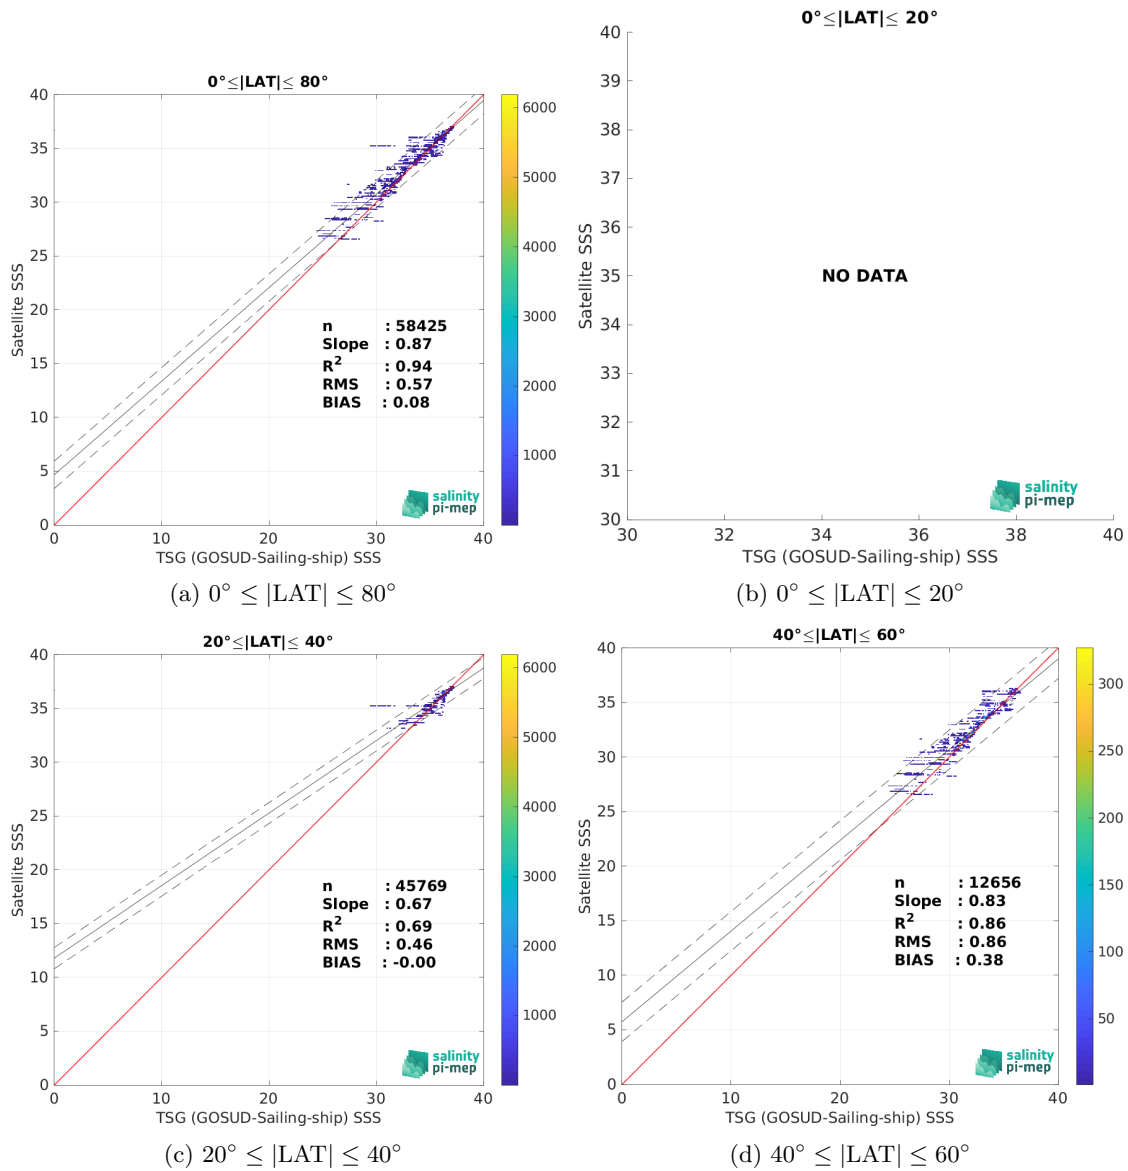 0°≤|LAT|≤ 80°
40
35
30
25
20
15
10
5
0
Satellite SSS
n : 58425
Slope : 0.87
R² : 0.94
RMS : 0.57
BIAS : 0.08
salinity
pi-mep
0 10 20 30 40
TSG (GOSUD-Sailing-ship) SSS
6000
5000
4000
3000
2000
1000
(a) 0° ≤ |LAT| ≤ 80°
0°≤|LAT|≤ 20°
40
39
38
37
36
35
34
33
32
31
30
Satellite SSS
NO DATA
salinity
pi-mep
30 32 34 36 38 40
TSG (GOSUD-Sailing-ship) SSS
(b) 0° ≤ |LAT| ≤ 20°
20°≤|LAT|≤ 40°
40
35
30
25
20
15
10
5
0
Satellite SSS
n : 45769
Slope : 0.67
R² : 0.69
RMS : 0.46
BIAS : -0.00
salinity
pi-mep
0 10 20 30 40
TSG (GOSUD-Sailing-ship) SSS
6000
5000
4000
3000
2000
1000
(c) 20° ≤ |LAT| ≤ 40°
40°≤|LAT|≤ 60°
40
35
30
25
20
15
10
5
0
Satellite SSS
n : 12656
Slope : 0.83
R² : 0.86
RMS : 0.86
BIAS : 0.38
salinity
pi-mep
0 10 20 30 40
TSG (GOSUD-Sailing-ship) SSS
300
250
200
150
100
50
(d) 40° ≤ |LAT| ≤ 60°